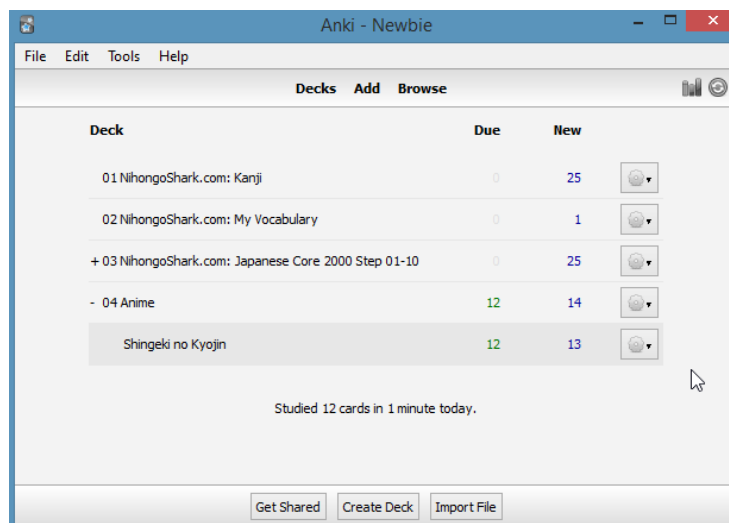 Anki - Newbie
File Edit Tools Help
Decks Add Browse
Deck Due New
01 NihongoShark.com: Kanji 0 25
02 NihongoShark.com: My Vocabulary 0 1
+ 03 NihongoShark.com: Japanese Core 2000 Step 01-10 0 25
- 04 Anime 12 14
Shingeki no Kyojin 12 13
Studied 12 cards in 1 minute today.
Get Shared Create Deck Import File